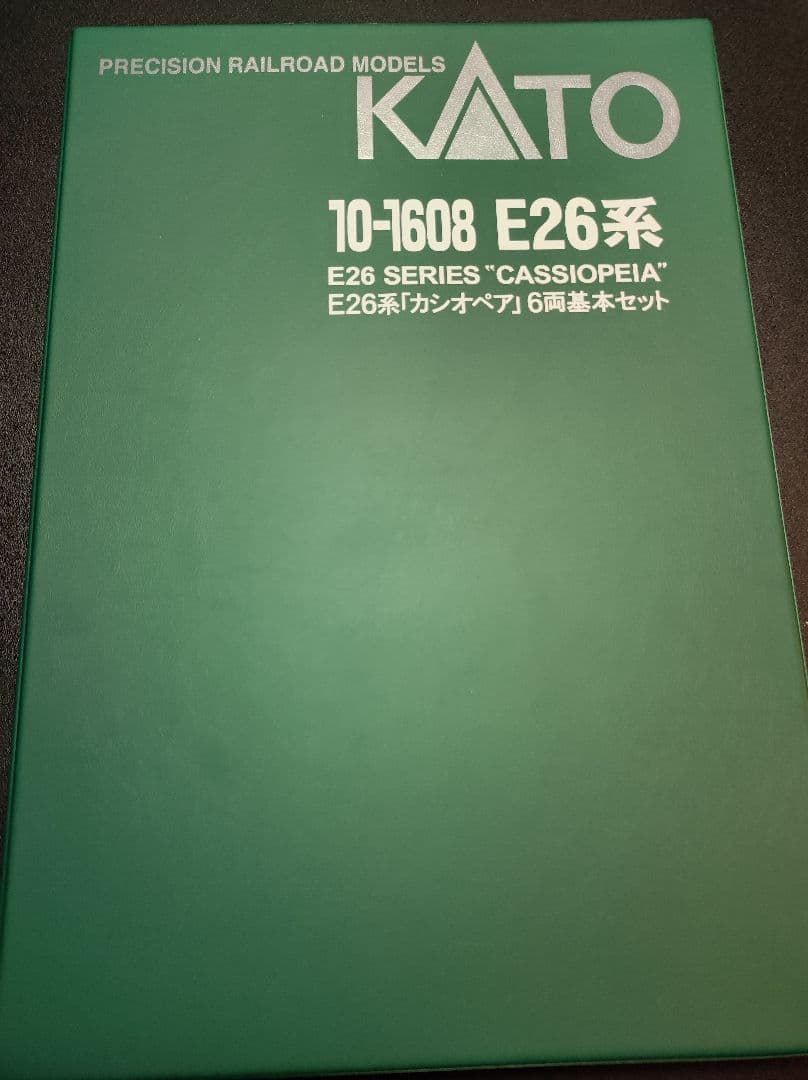 PRECISION RAILROAD MODELS
KATO
10-1608 E26系
E26 SERIES "CASSIOPEIA"
E26系「カシオペア」6両基本セット